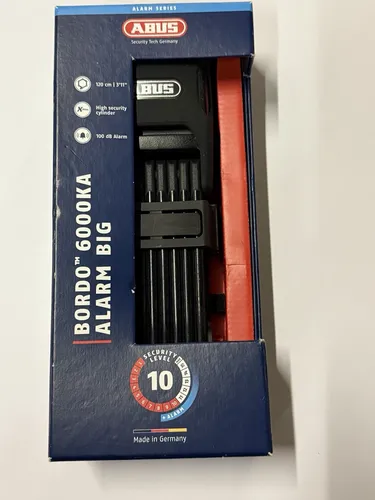 ALARM SERIES
ABUS
Security Tech Germany
120 cm | 3'11"
High security
cylinder
100 dB Alarm
ABUS
BORDO™ 6000KA
ALARM BIG
SECURITY
LEVEL
10
+ ALARM
Made in Germany